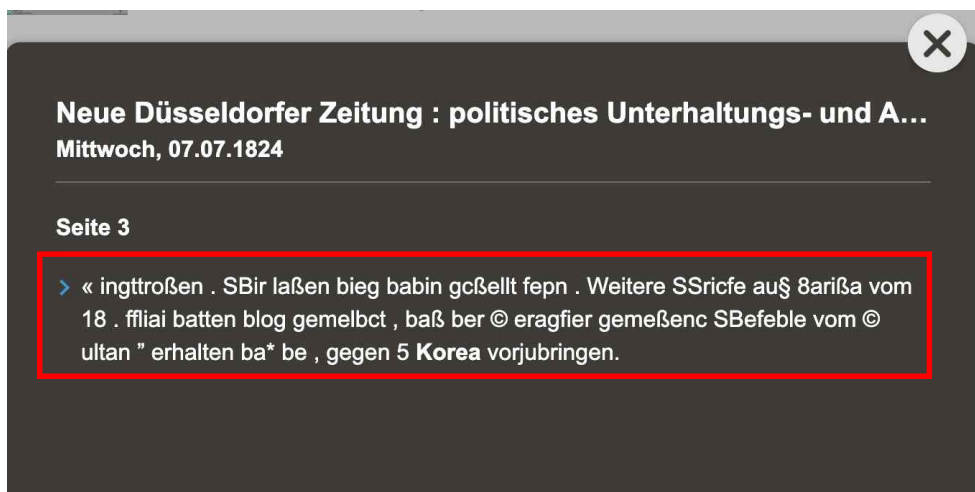 Neue Düsseldorfer Zeitung : politisches Unterhaltungs- und A...
Mittwoch, 07.07.1824
Seite 3
« ingttroßen . SBir laßen bieg babin gcßellt fepn . Weitere SSricfe au§ 8arißa vom
18 . ffliai batten blog gemelbct , baß ber © eragfier gemeßenc SBefeble vom ©
ultan ” erhalten ba* be , gegen 5 Korea vorjubringen.